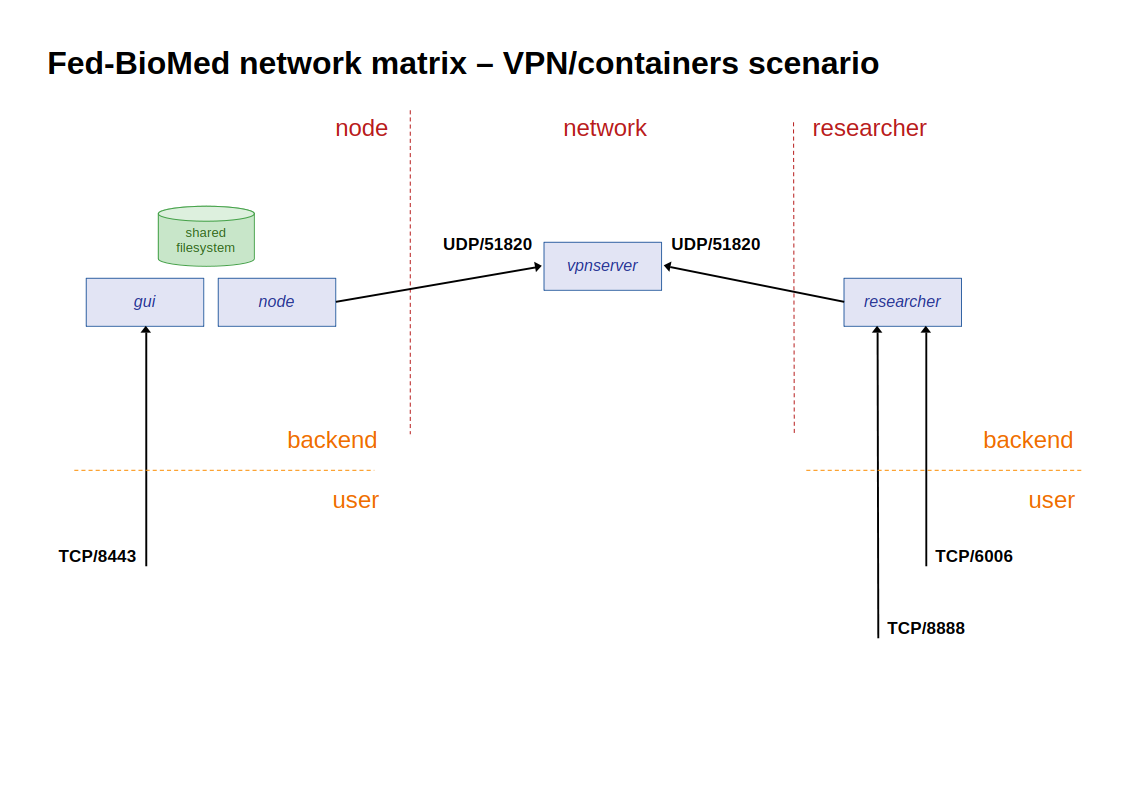 Fed-BioMed network matrix – VPN/containers scenario
node
network
researcher
shared
filesystem
UDP/51820
UDP/51820
vpnserver
gui
node
researcher
backend
backend
user
user
TCP/8443
TCP/6006
TCP/8888